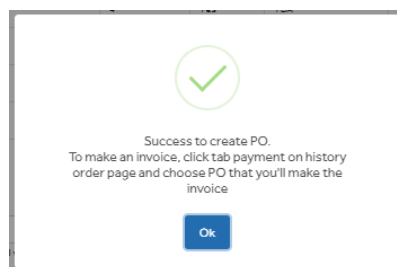 Success to create PO.
To make an invoice, click tab payment on history
order page and choose PO that you'll make the
invoice
Ok